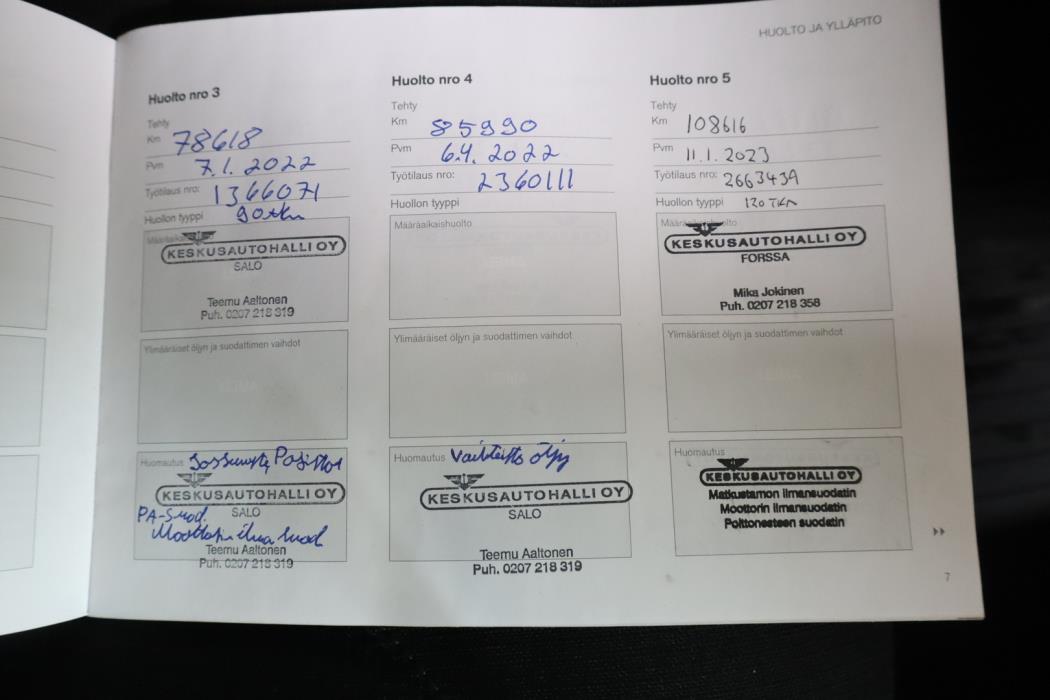 HUOLTO JA YLLÄPITO
Huolto nro 3
Tehty
Km 78618
Pvm 7.1.2022
Työtilaus nro: 1366071
Huollon tyyppi 90tkm
KESKUSAUTOHALLI OY
SALO
Teemu Aaltonen
Puh. 0207 218 319
Ylimääräiset öljyn ja suodattimen vaihdot
Huomautus
KESKUSAUTOHALLI OY
SALO
PA-Suod.
Teemu Aaltonen
Puh. 0207 218 319
Huolto nro 4
Tehty
Km 85990
Pvm 6.4.2022
Työtilaus nro: 2360111
Huollon tyyppi
Määräaikaishuolto
Ylimääräiset öljyn ja suodattimen vaihdot
Huomautus Vaihteisto öljy
KESKUSAUTOHALLI OY
SALO
Teemu Aaltonen
Puh. 0207 218 319
Huolto nro 5
Tehty
Km 108616
Pvm 11.1.2023
Työtilaus nro: 2663439
Huollon tyyppi 120 TKM
KESKUSAUTOHALLI OY
FORSSA
Mika Jokinen
Puh. 0207 218 358
Ylimääräiset öljyn ja suodattimen vaihdot
Huomautus
KESKUSAUTOHALLI OY
Matkustamon ilmansuodatin
Moottorin ilmansuodatin
Polttonesteen suodatin
7